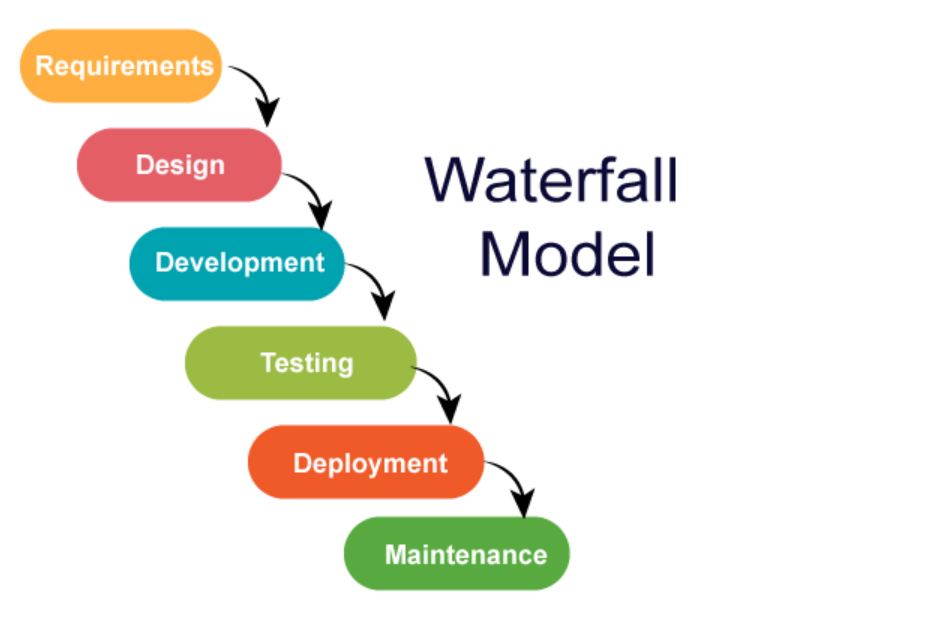 Requirements
Design
Waterfall
Model
Development
Testing
Deployment
Maintenance